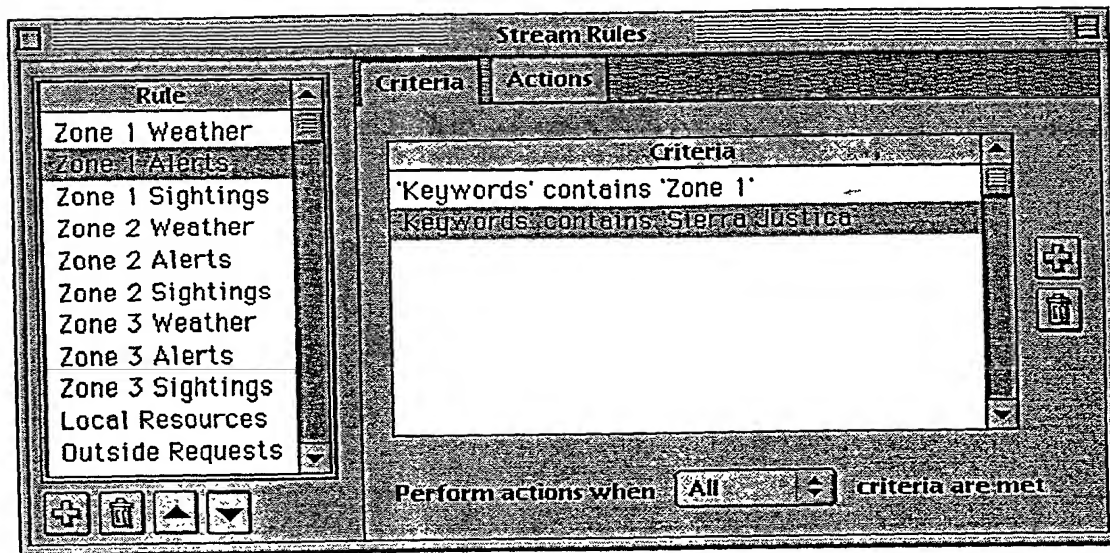 Stream Rules
Rule
Zone 1 Weather
Zone 1 Alerts
Zone 1 Sightings
Zone 2 Weather
Zone 2 Alerts
Zone 2 Sightings
Zone 3 Weather
Zone 3 Alerts
Zone 3 Sightings
Local Resources
Outside Requests
Criteria Actions
Criteria
'Keywords' contains 'Zone 1'
'Keywords' contains 'Sierra Justica'
Perform actions when All criteria are met